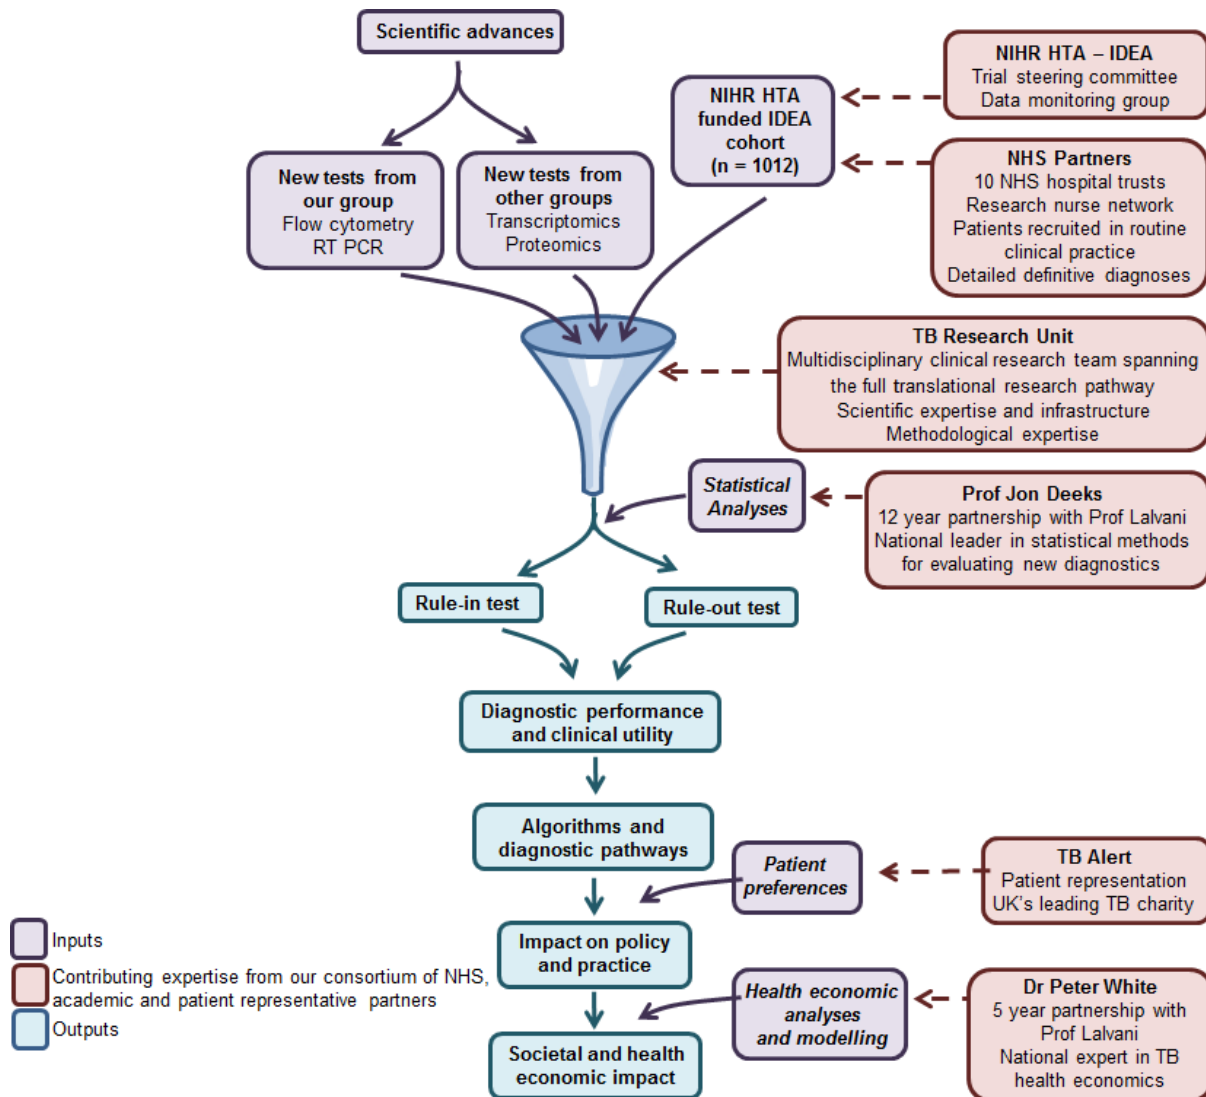 Scientific advances
NIHR HTA
funded IDEA
cohort
(n = 1012)
NIHR HTA – IDEA
Trial steering committee
Data monitoring group
New tests from
our group
Flow cytometry
RT PCR
New tests from
other groups
Transcriptomics
Proteomics
NHS Partners
10 NHS hospital trusts
Research nurse network
Patients recruited in routine
clinical practice
Detailed definitive diagnoses
TB Research Unit
Multidisciplinary clinical research team spanning
the full translational research pathway
Scientific expertise and infrastructure
Methodological expertise
Statistical
Analyses
Prof Jon Deeks
12 year partnership with Prof Lalvani
National leader in statistical methods
for evaluating new diagnostics
Rule-in test
Rule-out test
Diagnostic performance
and clinical utility
Algorithms and
diagnostic pathways
Patient
preferences
TB Alert
Patient representation
UK's leading TB charity
Impact on policy
and practice
Health economic
analyses
and modelling
Dr Peter White
5 year partnership with
Prof Lalvani
National expert in TB
health economics
Societal and health
economic impact
Inputs
Contributing expertise from our consortium of NHS,
academic and patient representative partners
Outputs